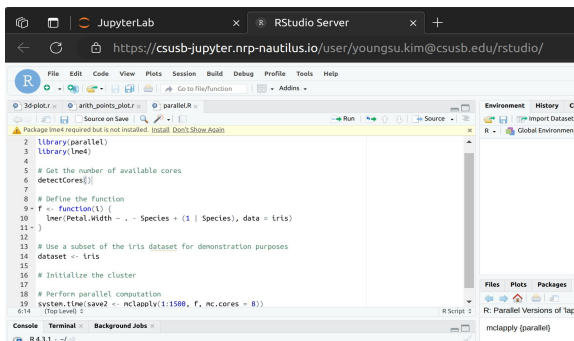 JupyterLab
RStudio Server
https://csusb-jupyter.nrp-nautilus.io/user/youngsu.kim@csusb.edu/rstudio/
R
File Edit Code View Plots Session Build Debug Profile Tools Help
Go to file/function
Addins
3d-plot.r
arith_points_plot.r
parallel.R
Source on Save
Run
Source
Package lme4 required but is not installed. Install Don't Show Again
2 library(parallel)
3 library(lme4)
4
5 # Get the number of available cores
6 detectCores()
7
8 # Define the function
9 f <- function(i) {
10 lmer(Petal.Width ~ . - Species + (1 | Species), data = iris)
11 }
12
13 # Use a subset of the iris dataset for demonstration purposes
14 dataset <- iris
15
16 # Initialize the cluster
17
18 # Perform parallel computation
19 system.time(save2 <- mclapply(1:1500, f, mc.cores = 8))
6:14 (Top Level) R Script
Console Terminal Background Jobs
R 4.3.1 · ~/
Environment History C
Import Dataset
R Global Environmen
Files Plots Packages
R: Parallel Versions of 'lap
mclapply {parallel}